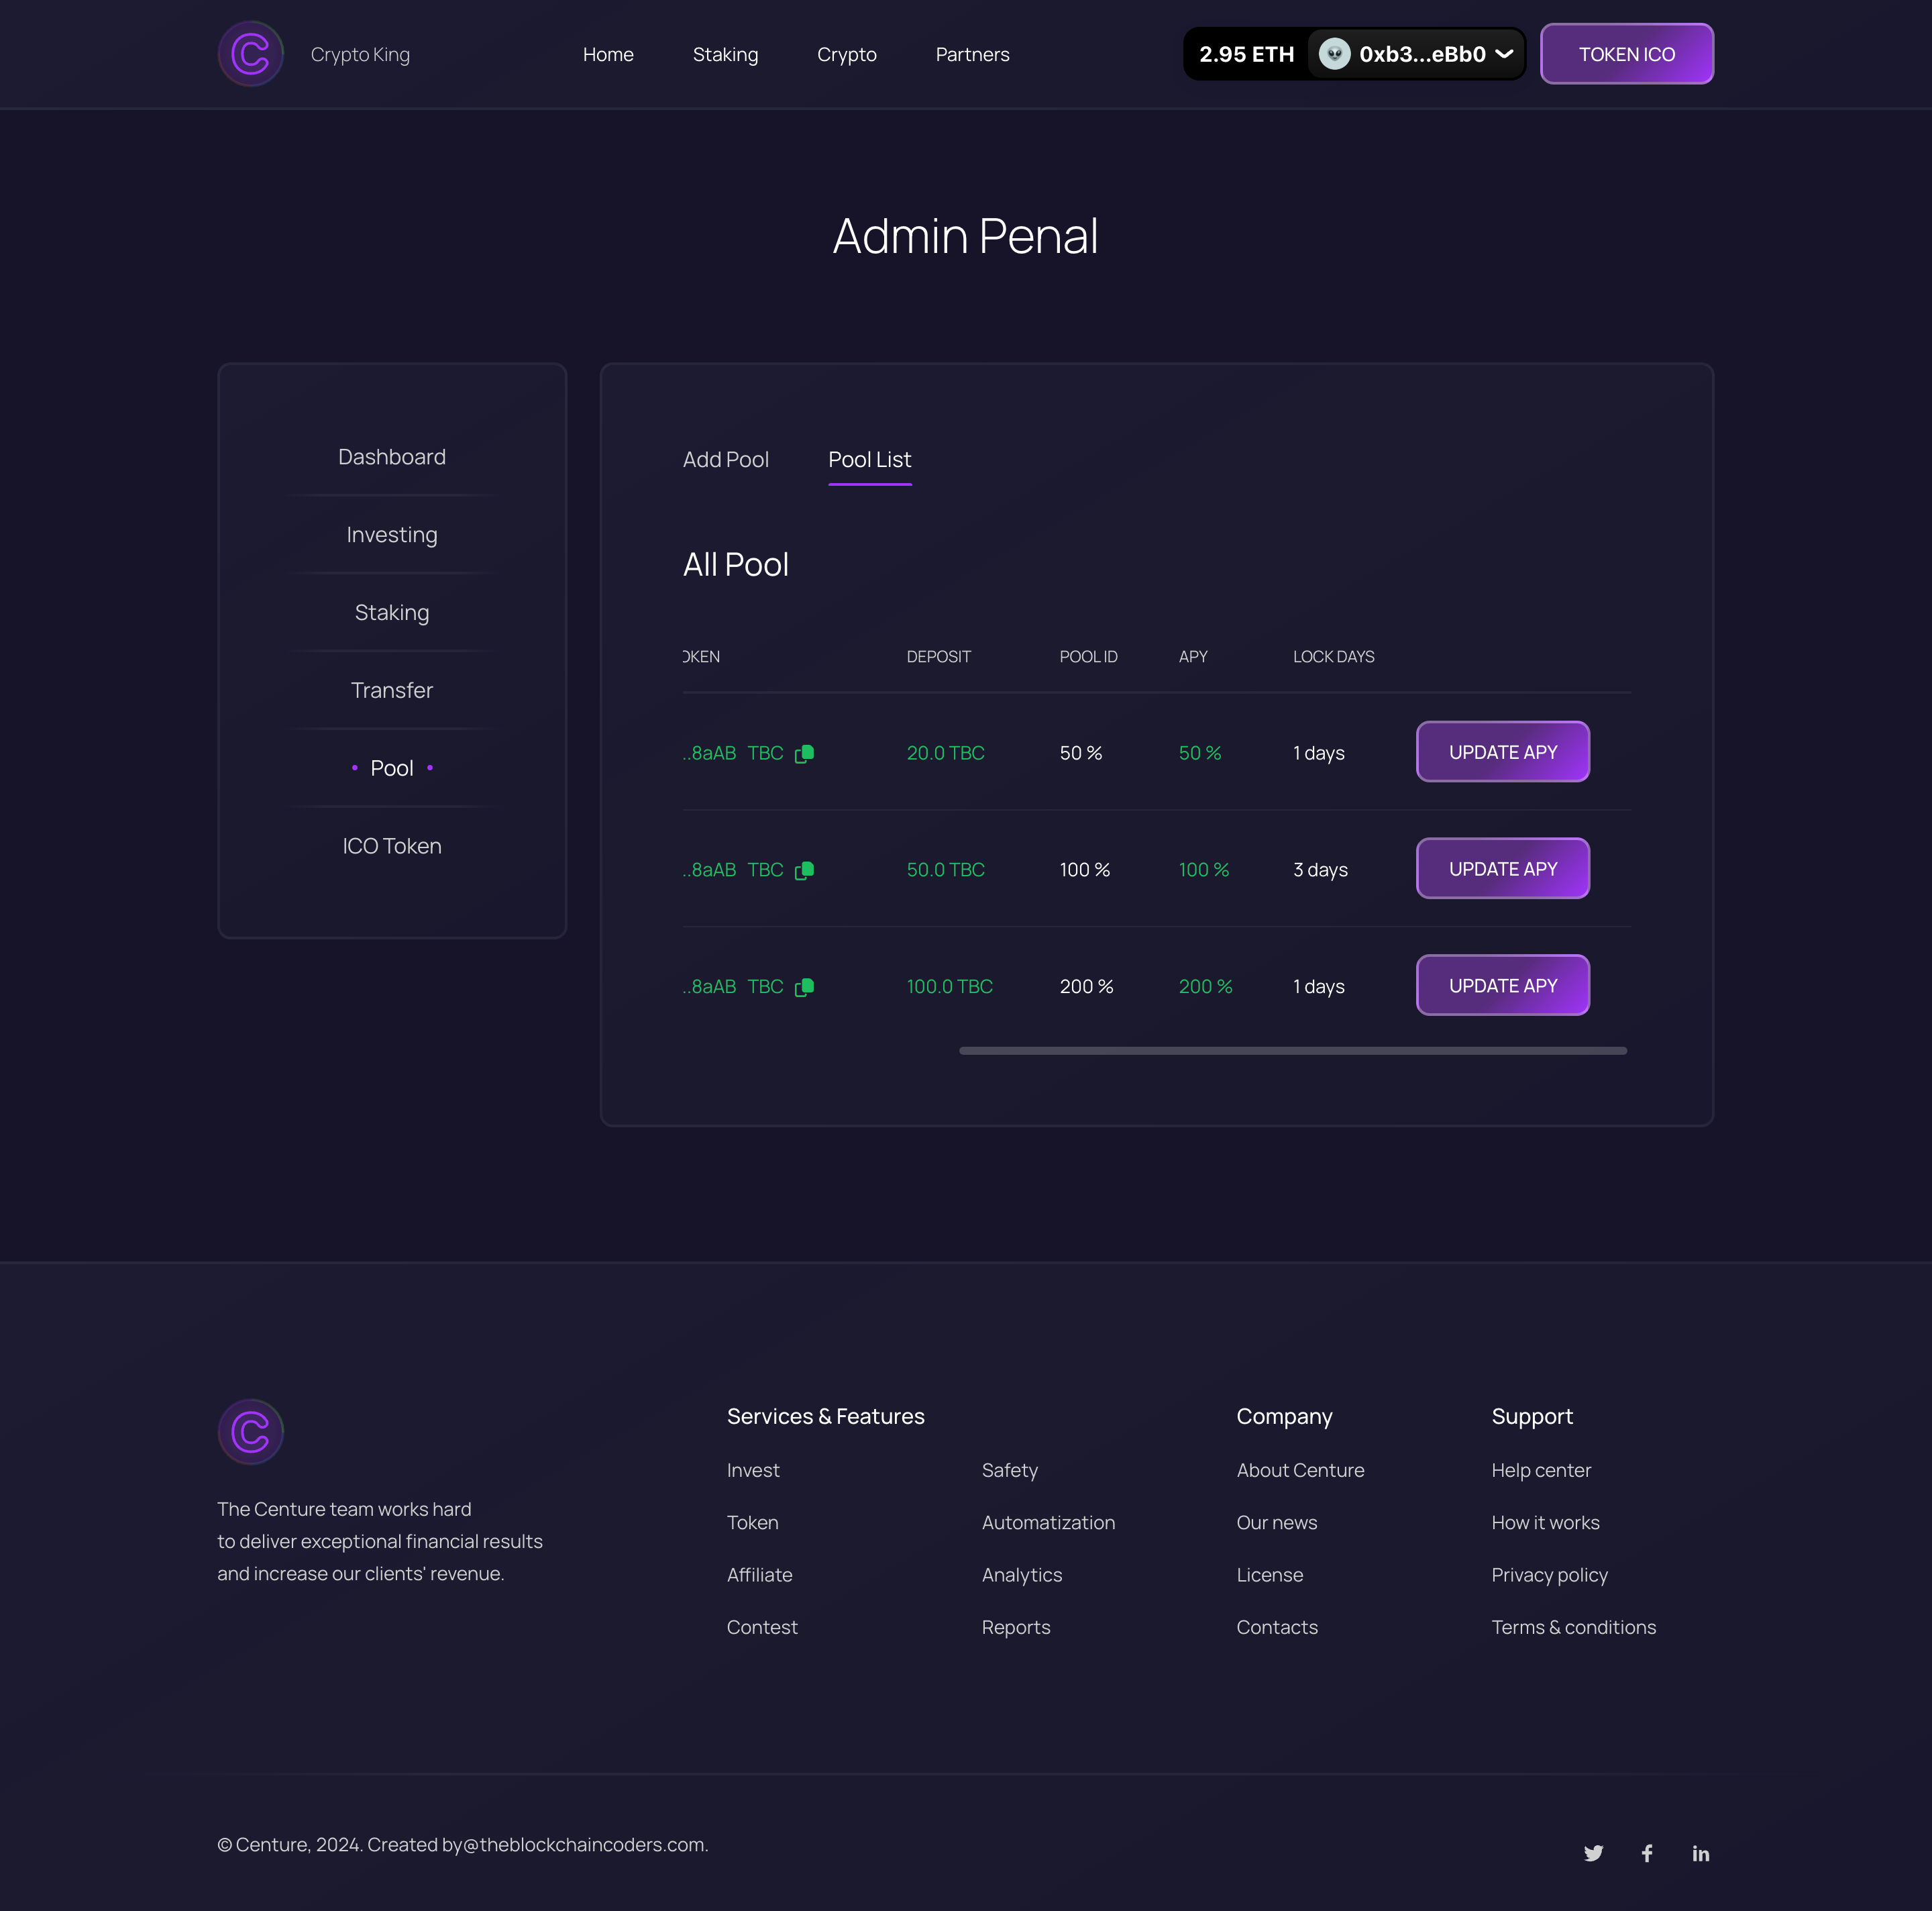 Crypto King
Home Staking Crypto Partners
2.95 ETH 0xb3...eBb0
TOKEN ICO
Admin Penal
Dashboard
Investing
Staking
Transfer
Pool
ICO Token
Add Pool Pool List
All Pool
OKEN DEPOSIT POOL ID APY LOCK DAYS
..8aAB TBC 20.0 TBC 50 % 50 % 1 days UPDATE APY
..8aAB TBC 50.0 TBC 100 % 100 % 3 days UPDATE APY
..8aAB TBC 100.0 TBC 200 % 200 % 1 days UPDATE APY
The Centure team works hard
to deliver exceptional financial results
and increase our clients' revenue.
Services & Features
Invest
Token
Affiliate
Contest
Safety
Automatization
Analytics
Reports
Company
About Centure
Our news
License
Contacts
Support
Help center
How it works
Privacy policy
Terms & conditions
© Centure, 2024. Created by@theblockchaincoders.com.